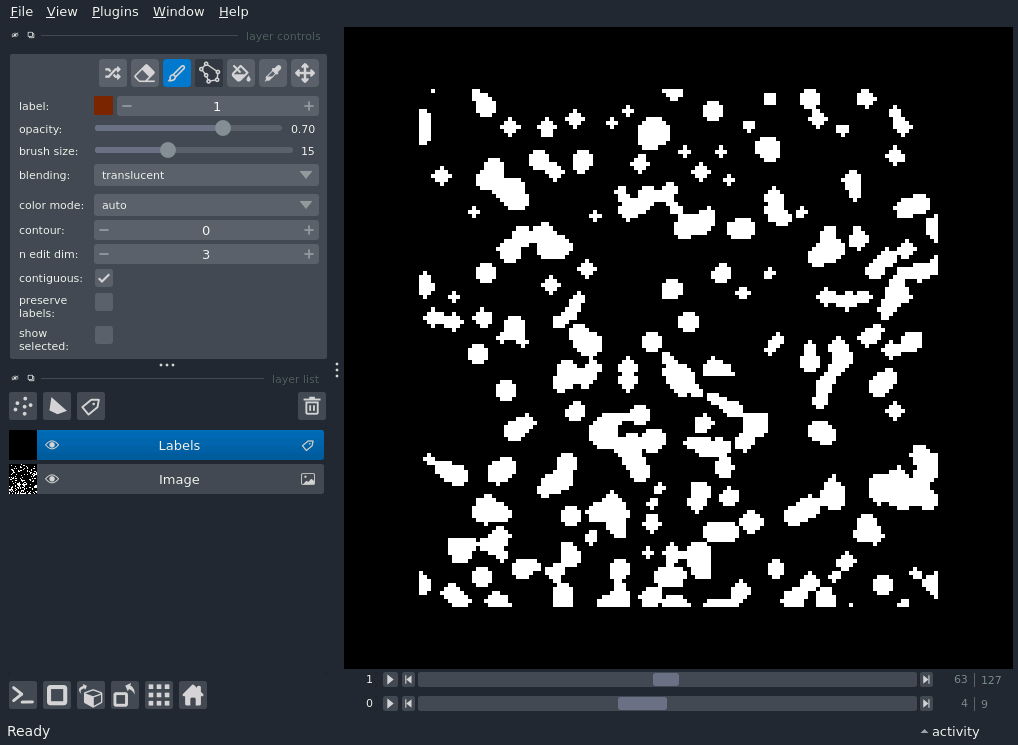 File View Plugins Window Help
layer controls
label: 1
opacity: 0.70
brush size: 15
blending: translucent
color mode: auto
contour: 0
n edit dim: 3
contiguous:
preserve
labels:
show
selected:
layer list
Labels
Image
1 63 127
0 4 9
Ready activity